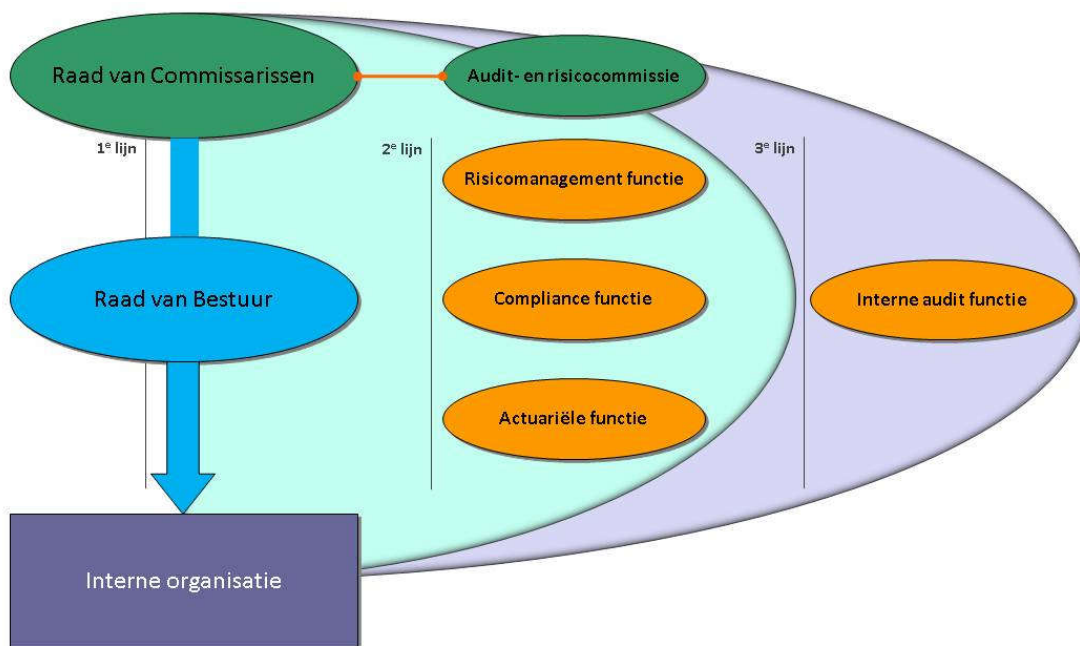 Raad van Commissarissen
Audit- en risicocommissie
1e lijn
2e lijn
3e lijn
Risicomanagement functie
Raad van Bestuur
Compliance functie
Interne audit functie
Actuariële functie
Interne organisatie